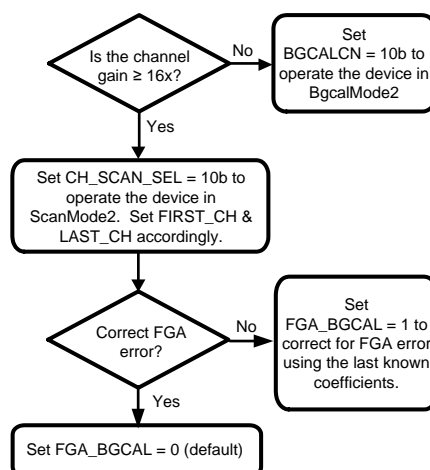 Is the channel
gain ≥ 16x?
No
Set
BGCALCN = 10b to
operate the device in
BgcalMode2
Yes
Set CH_SCAN_SEL = 10b to
operate the device in
ScanMode2. Set FIRST_CH &
LAST_CH accordingly.
Correct FGA
error?
No
Set
FGA_BGCAL = 1 to
correct for FGA error
using the last known
coefficients.
Yes
Set FGA_BGCAL = 0 (default)